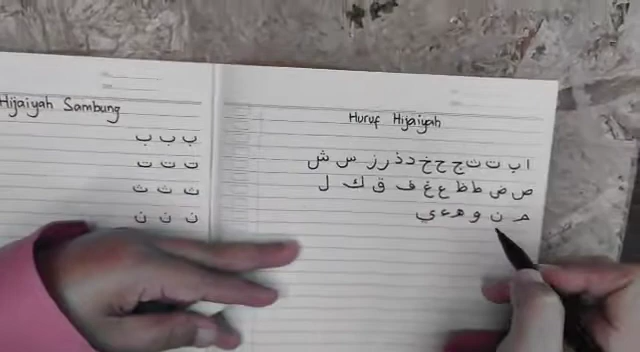 Hijaiyah Sambung
ب ب ب
ت ت ت
ث ث ث
ن ن ن
Huruf Hijaiyah
ا ب ت ث ج ح خ د ذ ر ز س ش
ص ض ط ظ ع غ ف ق ك ل
م ن و ه ء ي